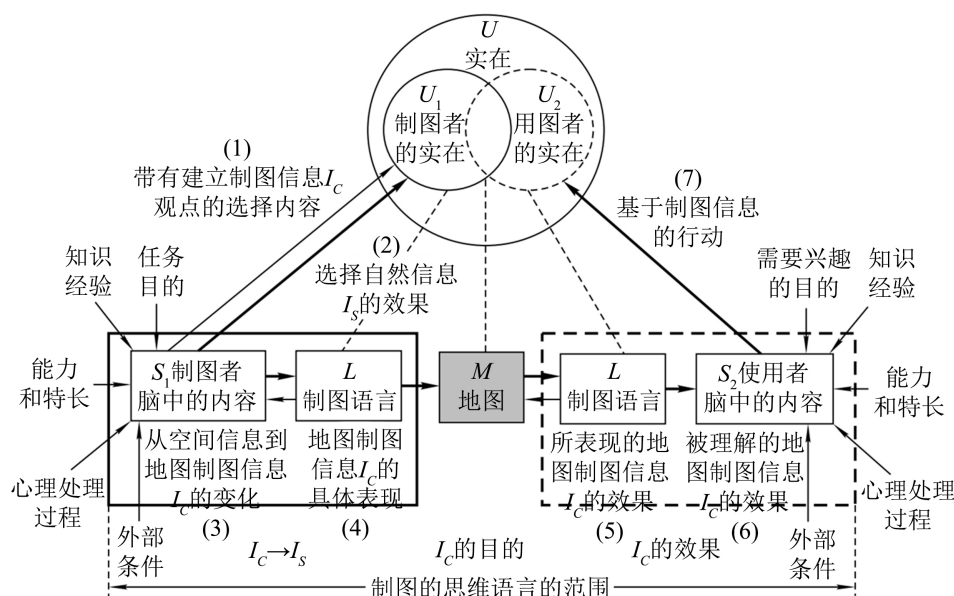 U
实在
U₁
制图者
的实在
U₂
用图者
的实在
(1)
带有建立制图信息I_C
观点的选择内容
(2)
选择自然信息
I_S的效果
(7)
基于制图信息
的行动
知识
经验
任务
目的
需要兴趣
的目的
知识
经验
能力
和特长
S₁制图者
脑中的内容
L
制图语言
M
地图
L
制图语言
S₂使用者
脑中的内容
能力
和特长
从空间信息到
地图制图信息
I_C的变化
(3)
地图制图
信息I_C的
具体表现
(4)
所表现的地
图制图信息
I_C的效果
(5)
被理解的地
图制图信息
I_C的效果
(6)
心理处理
过程
外部
条件
外部
条件
心理处理
过程
I_C→I_S
I_C的目的
I_C的效果
制图的思维语言的范围